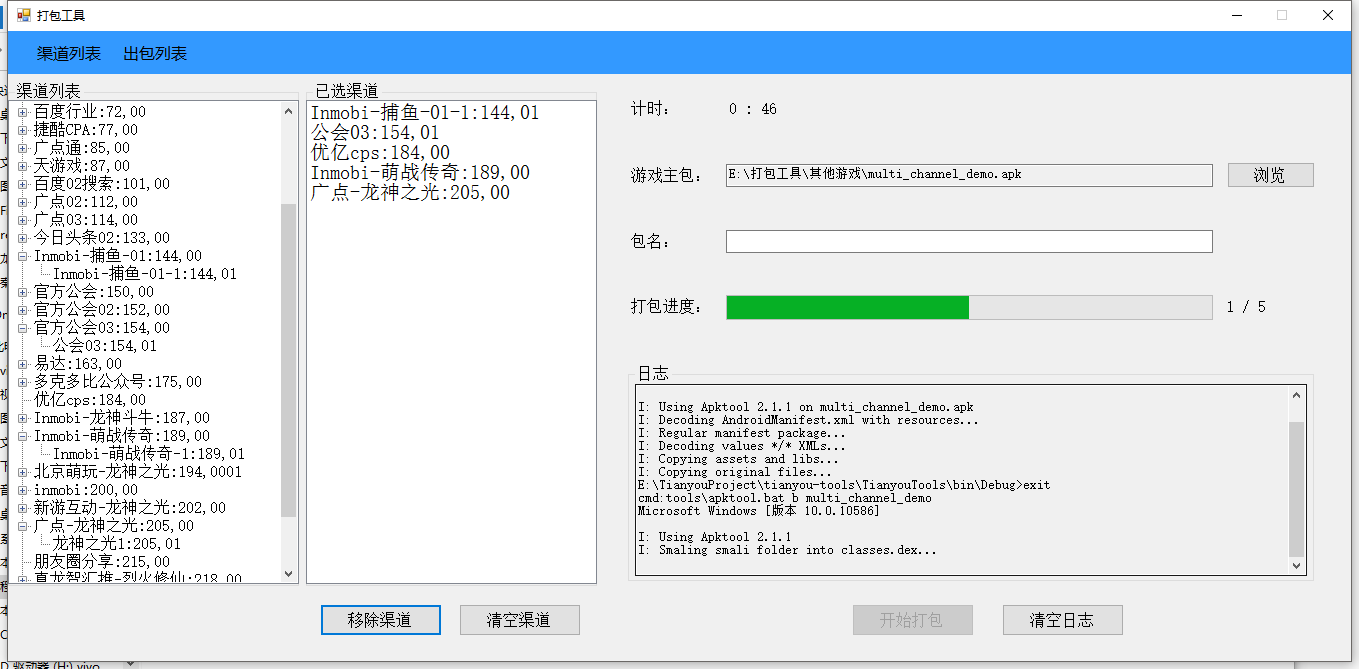 打包工具
渠道列表 出包列表
渠道列表
百度行业:72,00
捷酷CPA:77,00
广点通:85,00
天游戏:87,00
百度02搜索:101,00
广点02:112,00
广点03:114,00
今日头条02:133,00
Inmobi-捕鱼-01:144,00
Inmobi-捕鱼-01-1:144,01
官方公会:150,00
官方公会02:152,00
官方公会03:154,00
公会03:154,01
易达:163,00
多克多比公众号:175,00
优亿cps:184,00
Inmobi-龙神斗牛:187,00
Inmobi-萌战传奇:189,00
Inmobi-萌战传奇-1:189,01
北京萌玩-龙神之光:194,0001
inmobi:200,00
新游互动-龙神之光:202,00
广点-龙神之光:205,00
龙神之光1:205,01
朋友圈分享:215,00
真龙智汇推-烈火修仙:218,00
已选渠道
Inmobi-捕鱼-01-1:144,01
公会03:154,01
优亿cps:184,00
Inmobi-萌战传奇:189,00
广点-龙神之光:205,00
移除渠道 清空渠道
计时: 0 : 46
游戏主包: E:\打包工具\其他游戏\multi_channel_demo.apk 浏览
包名:
打包进度: 1 / 5
日志
I: Using Apktool 2.1.1 on multi_channel_demo.apk
I: Decoding AndroidManifest.xml with resources...
I: Regular manifest package...
I: Decoding values */* XMLs...
I: Copying assets and libs...
I: Copying original files...
E:\TianyouProject\tianyou-tools\TianyouTools\bin\Debug>exit
cmd:tools\apktool.bat b multi_channel_demo
Microsoft Windows [版本 10.0.10586]
I: Using Apktool 2.1.1
I: Smaling smali folder into classes.dex...
开始打包 清空日志